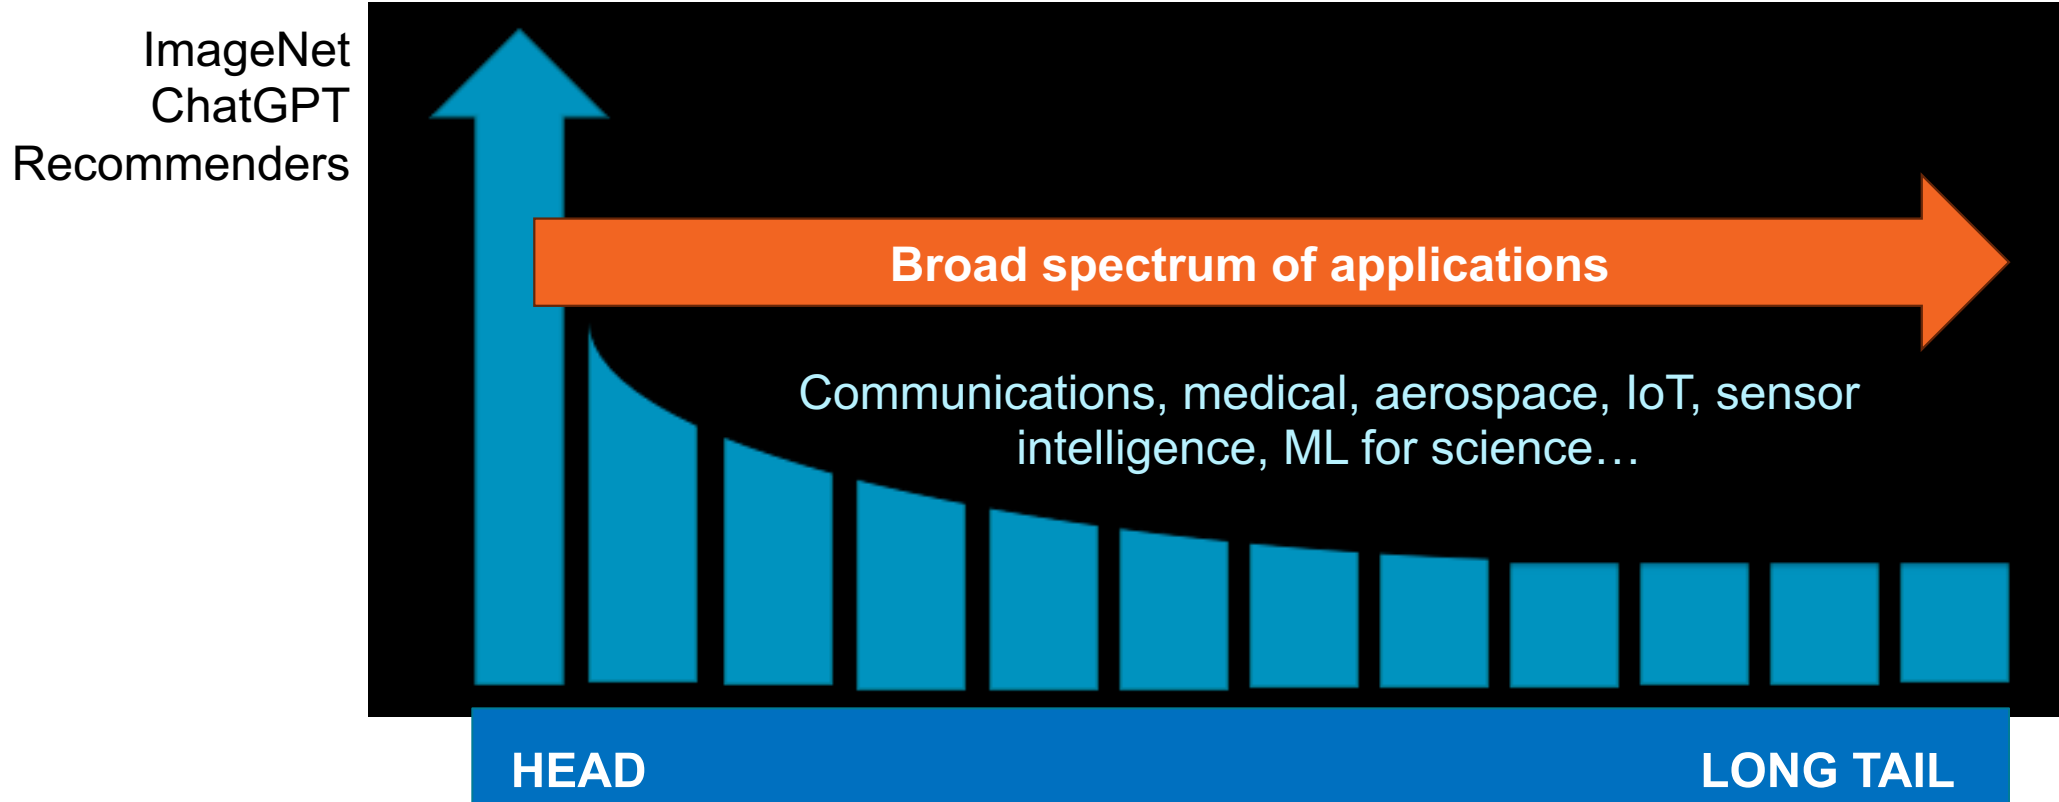 ImageNet
ChatGPT
Recommenders
Broad spectrum of applications
Communications, medical, aerospace, IoT, sensor
intelligence, ML for science…
HEAD
LONG TAIL